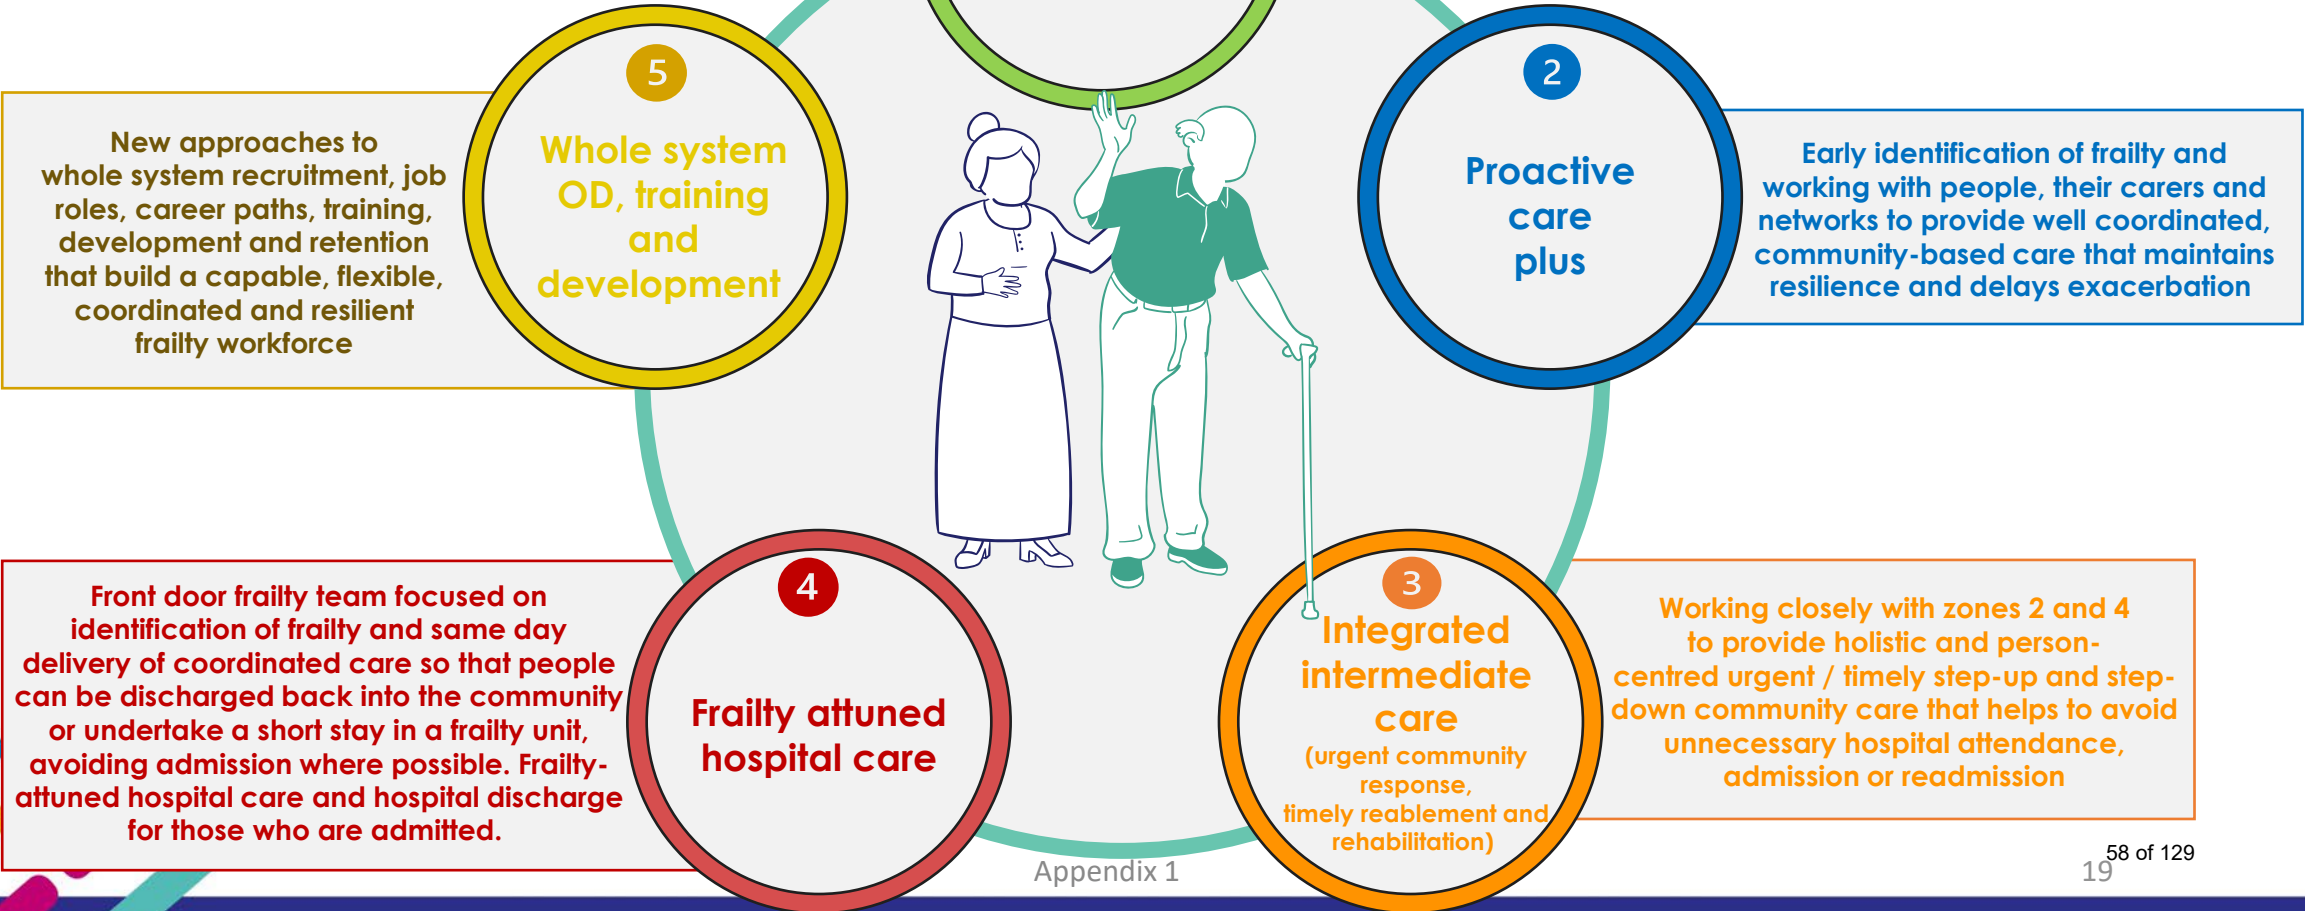 5
Whole system
OD, training
and
development
New approaches to
whole system recruitment, job
roles, career paths, training,
development and retention
that build a capable, flexible,
coordinated and resilient
frailty workforce
2
Proactive
care
plus
Early identification of frailty and
working with people, their carers and
networks to provide well coordinated,
community-based care that maintains
resilience and delays exacerbation
4
Frailty attuned
hospital care
Front door frailty team focused on
identification of frailty and same day
delivery of coordinated care so that people
can be discharged back into the community
or undertake a short stay in a frailty unit,
avoiding admission where possible. Frailty-
attuned hospital care and hospital discharge
for those who are admitted.
3
Integrated
intermediate
care
(urgent community
response,
timely reablement and
rehabilitation)
Working closely with zones 2 and 4
to provide holistic and person-
centred urgent / timely step-up and step-
down community care that helps to avoid
unnecessary hospital attendance,
admission or readmission
Appendix 1
19
58 of 129